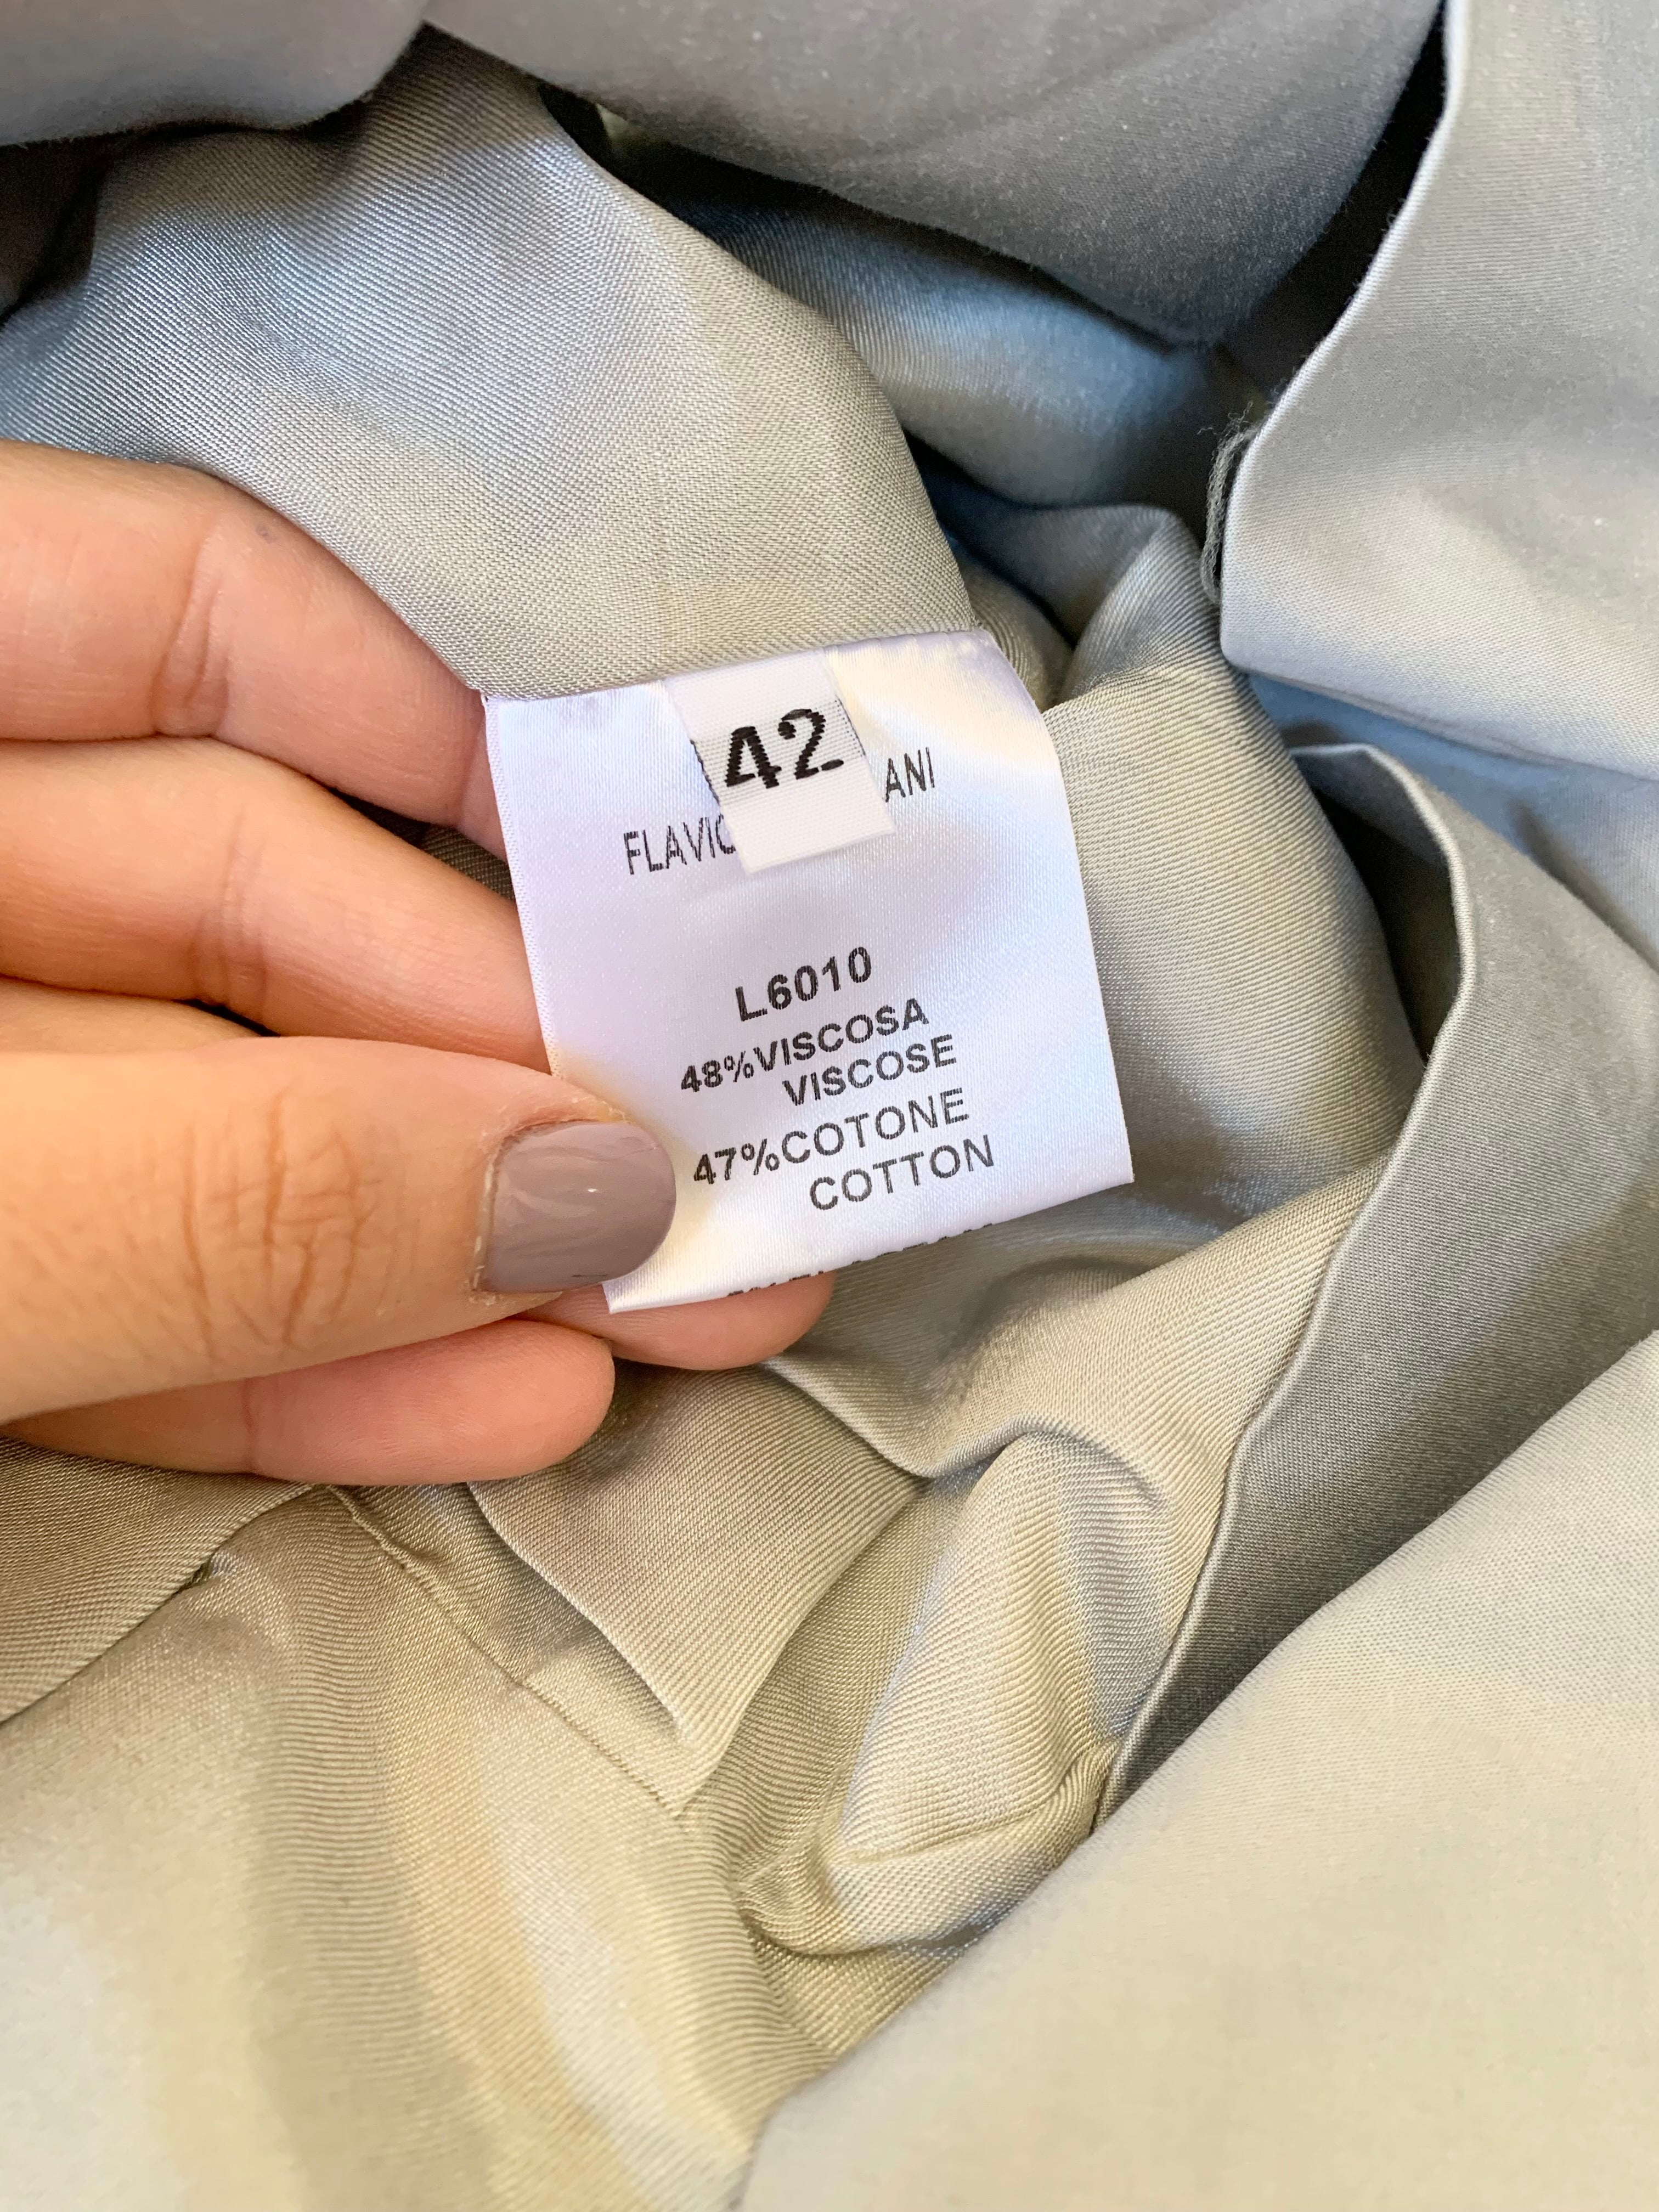 42
FLAVIO ANI
L6010
48%VISCOSA
VISCOSE
47%COTONE
COTTON